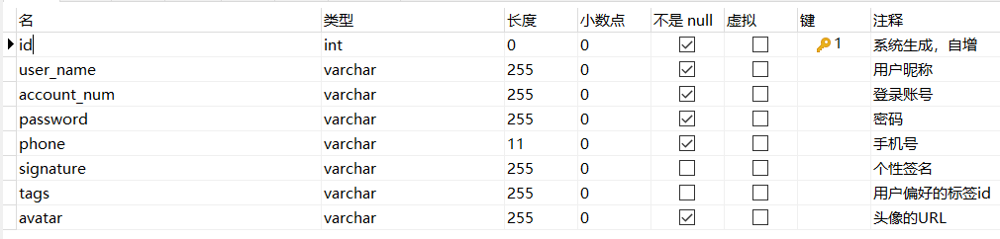 名 类型 长度 小数点 不是 null 虚拟 键 注释
id int 0 0 1 系统生成，自增
user_name varchar 255 0 用户昵称
account_num varchar 255 0 登录账号
password varchar 255 0 密码
phone varchar 11 0 手机号
signature varchar 255 0 个性签名
tags varchar 255 0 用户偏好的标签id
avatar varchar 255 0 头像的URL